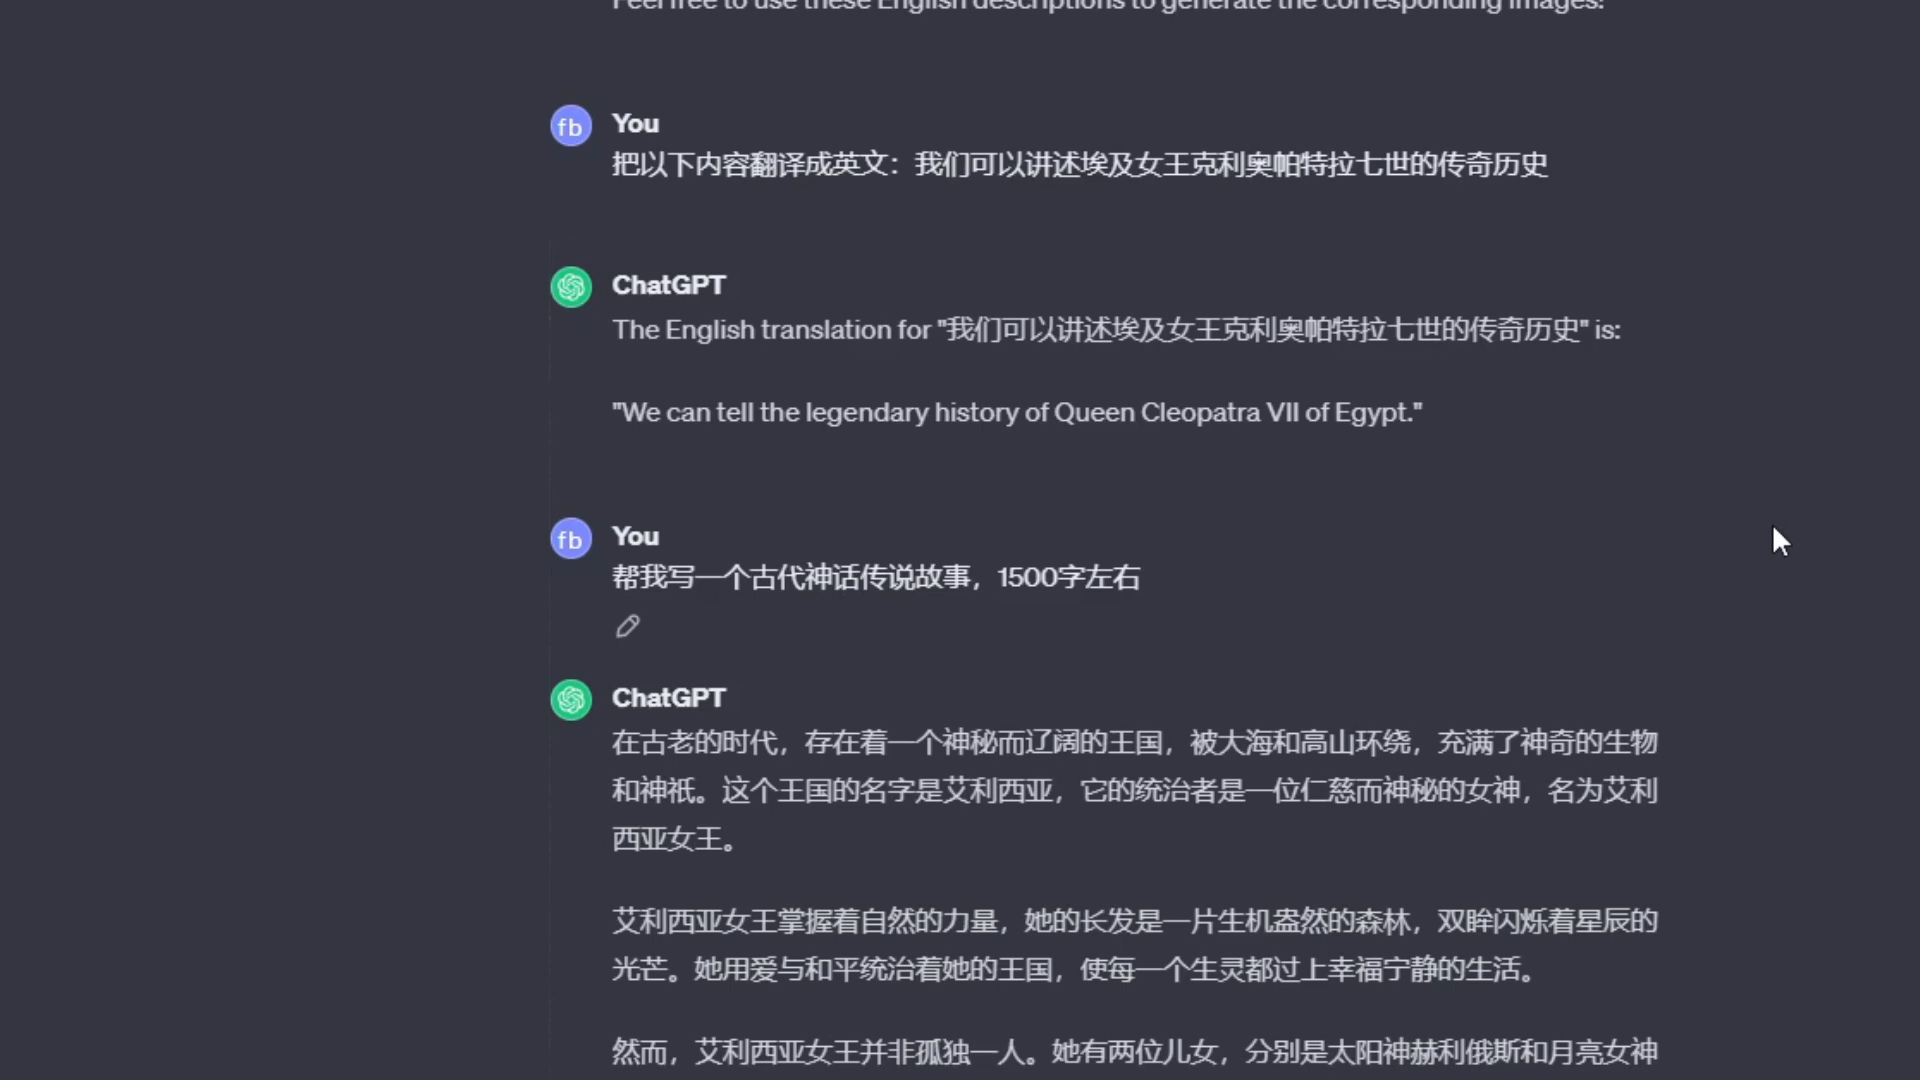 Feel free to use these English descriptions to generate the corresponding images.
fb
You
把以下内容翻译成英文：我们可以讲述埃及女王克利奥帕特拉七世的传奇历史
ChatGPT
The English translation for "我们可以讲述埃及女王克利奥帕特拉七世的传奇历史" is:
"We can tell the legendary history of Queen Cleopatra VII of Egypt."
fb
You
帮我写一个古代神话传说故事，1500字左右
ChatGPT
在古老的时代，存在着一个神秘而辽阔的王国，被大海和高山环绕，充满了神奇的生物
和神祇。这个王国的名字是艾利西亚，它的统治者是一位仁慈而神秘的女神，名为艾利
西亚女王。
艾利西亚女王掌握着自然的力量，她的长发是一片生机盎然的森林，双眸闪烁着星辰的
光芒。她用爱与和平统治着她的王国，使每一个生灵都过上幸福宁静的生活。
然而，艾利西亚女王并非孤独一人。她有两位儿女，分别是太阳神赫利俄斯和月亮女神